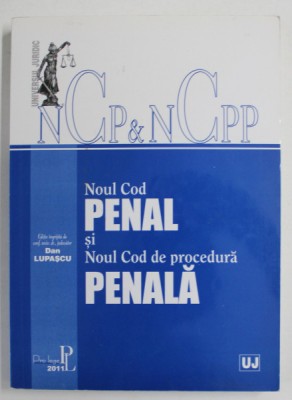 UNIVERSUL JURIDIC
NCP & NCPP
Noul Cod
PENAL
și
Noul Cod de procedură
PENALĂ
Ediție îngrijită de
conf. univ. dr. judecător
Dan
LUPAȘCU
Pro lege
PL
2011
UJ